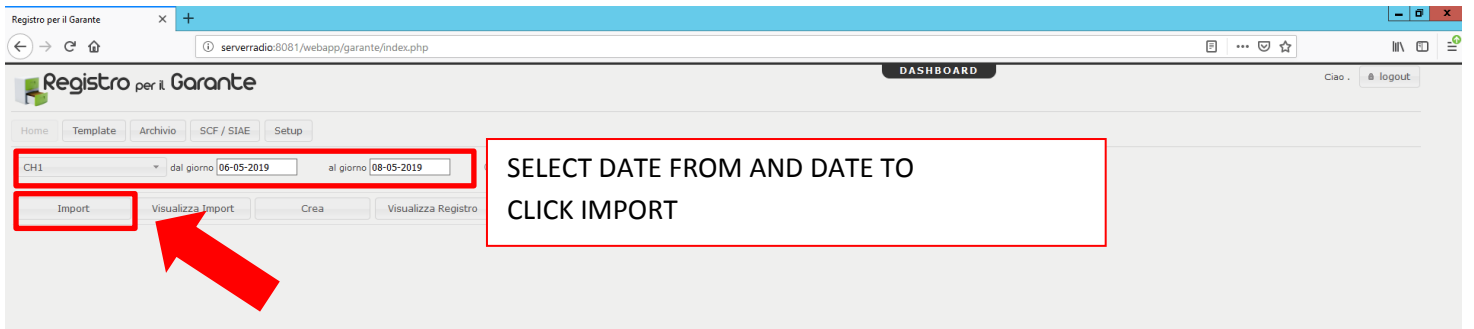 Registro per il Garante
serverradio:8081/webapp/garante/index.php
Registro per il Garante
DASHBOARD
Ciao . logout
Home Template Archivio SCF / SIAE Setup
CH1 dal giorno 06-05-2019 al giorno 08-05-2019
SELECT DATE FROM AND DATE TO
CLICK IMPORT
Import Visualizza Import Crea Visualizza Registro